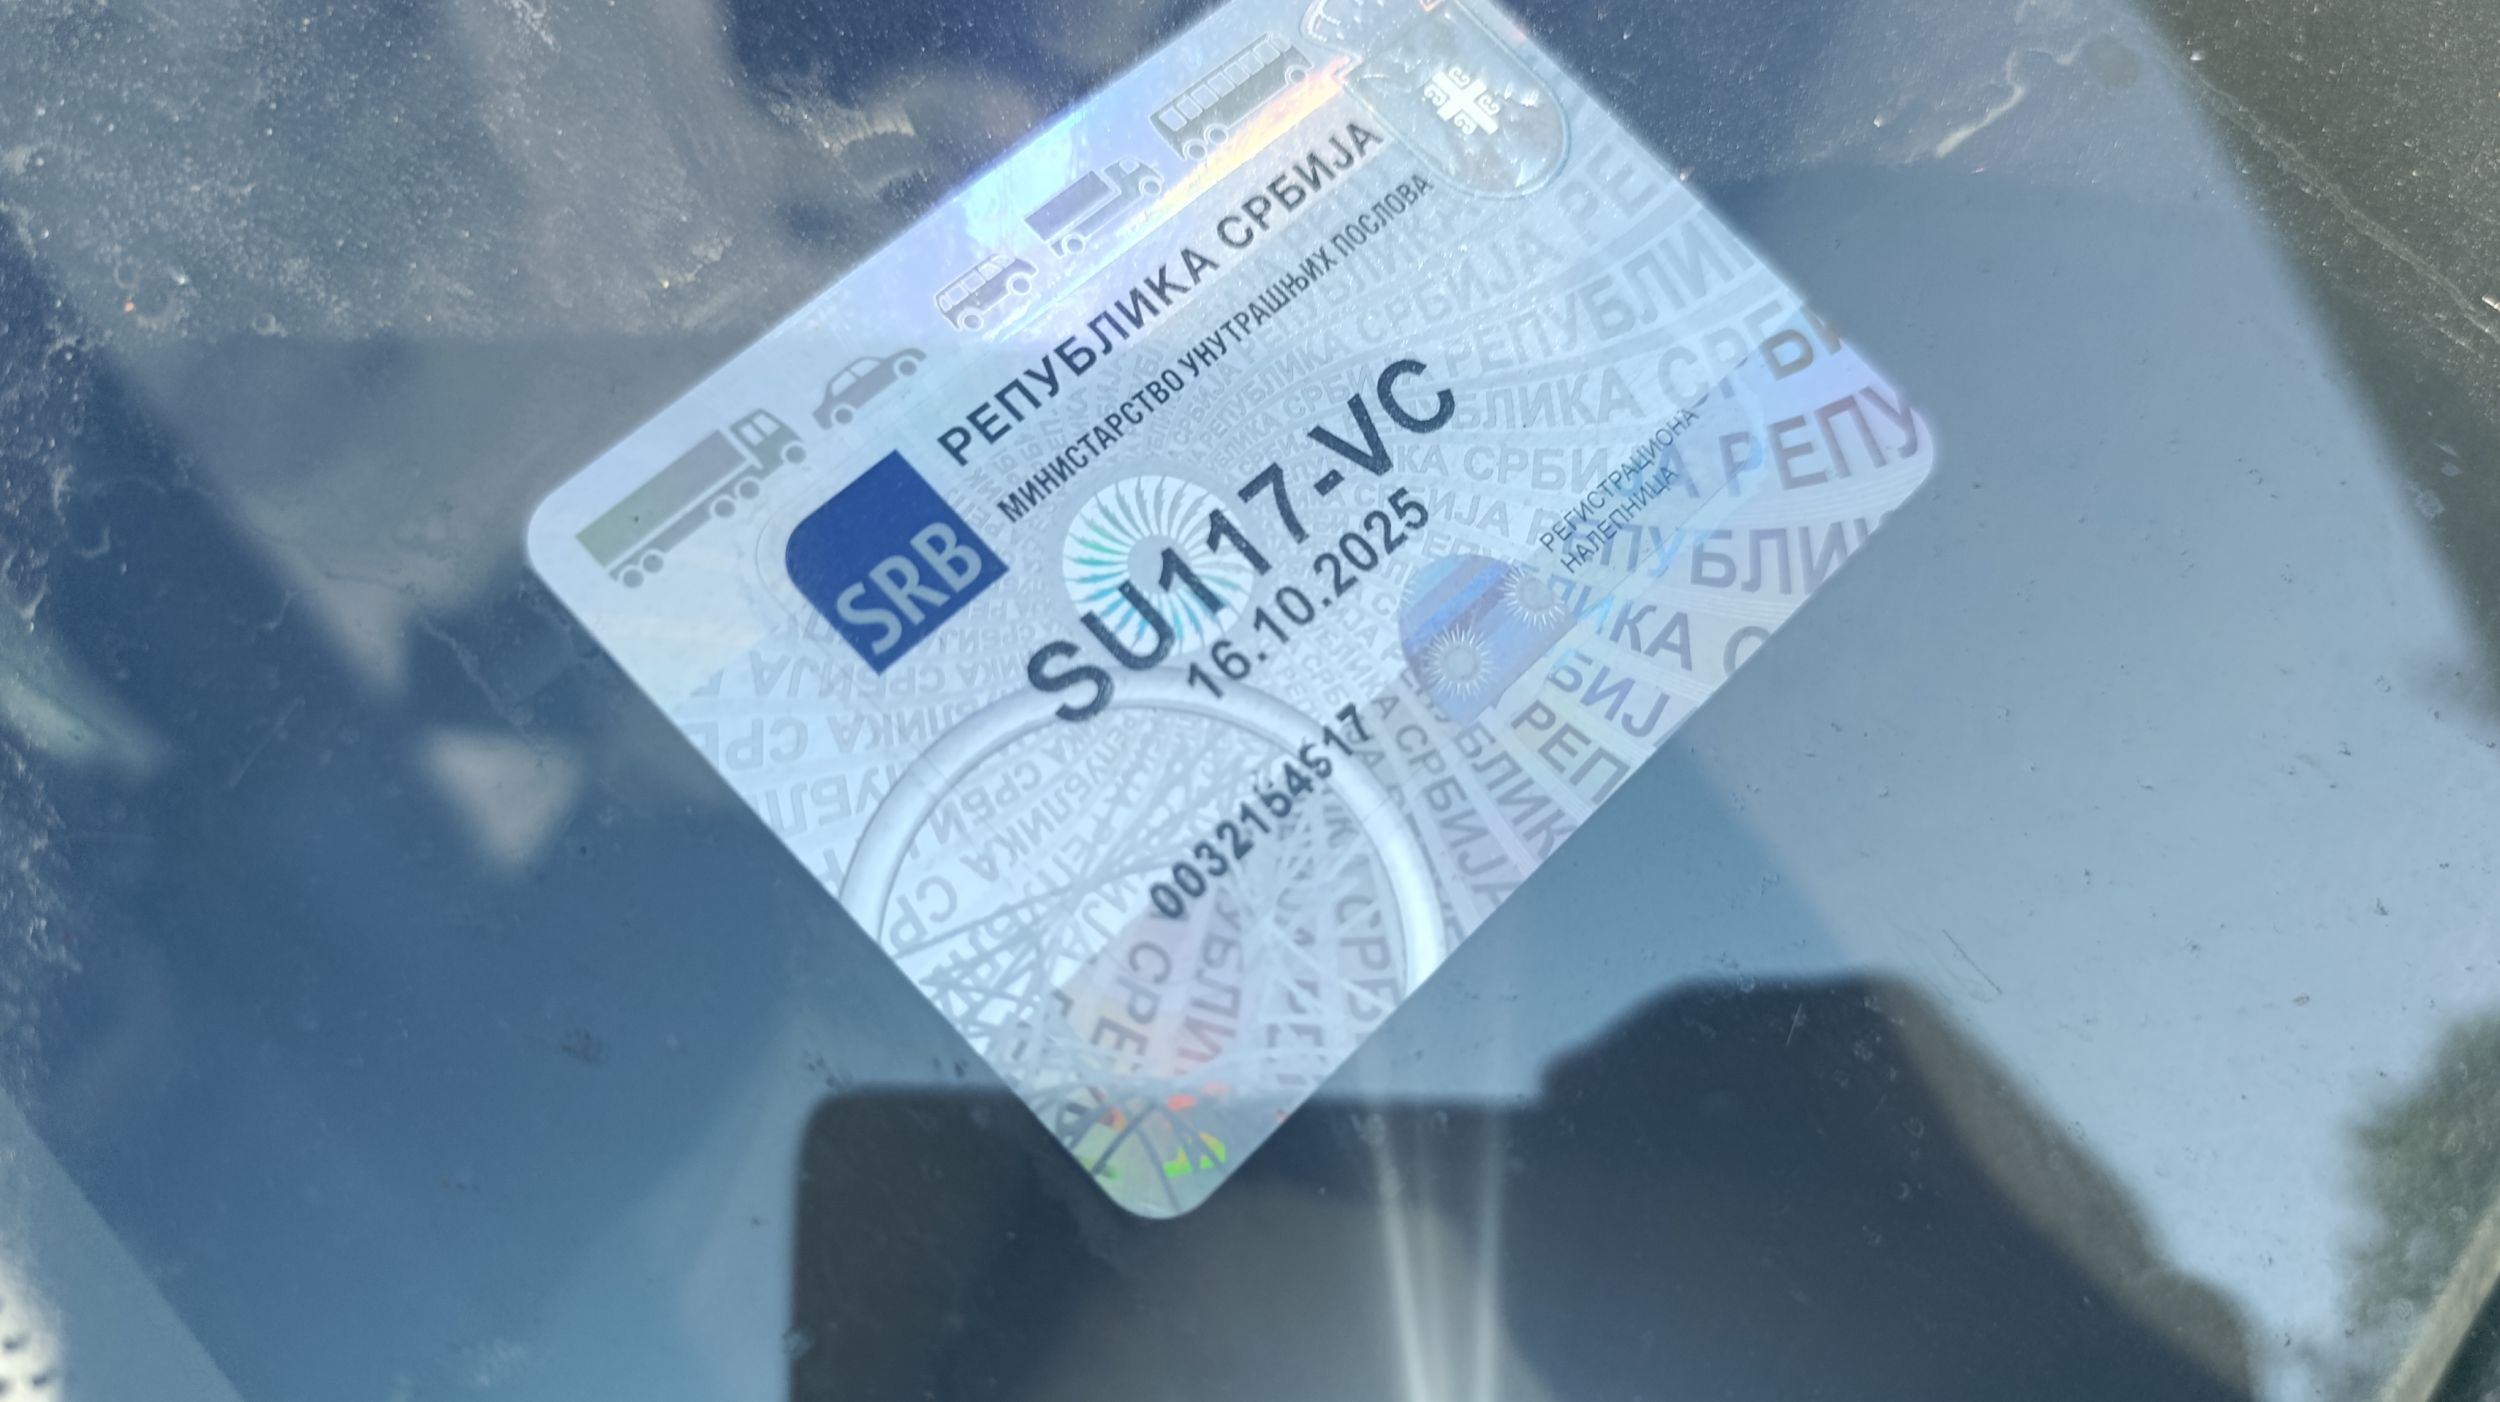 РЕПУБЛИКА СРБИЈА
МИНИСТАРСТВО УНУТРАШЊИХ ПОСЛОВА
SRB
SU117-VC
16.10.2025
РЕГИСТРАЦИОНА
НАЛЕПНИЦА